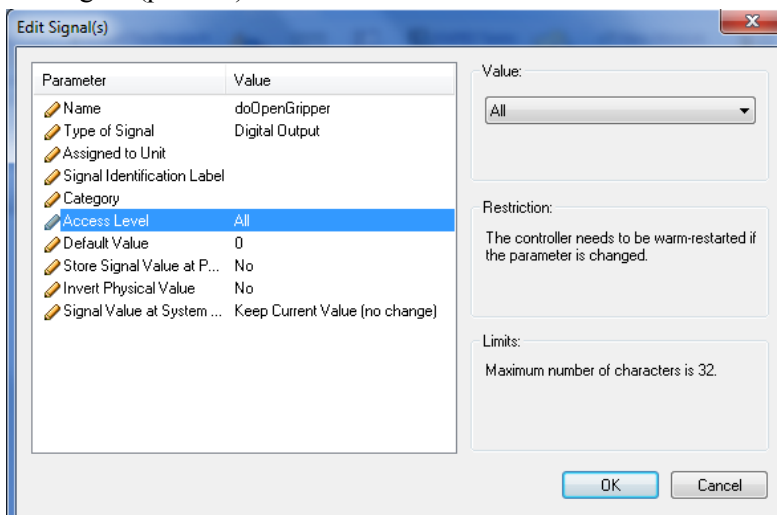 Edit Signal(s)
Parameter Value
Name doOpenGripper
Type of Signal Digital Output
Assigned to Unit
Signal Identification Label
Category
Access Level All
Default Value 0
Store Signal Value at P... No
Invert Physical Value No
Signal Value at System ... Keep Current Value (no change)
Value:
All
Restriction:
The controller needs to be warm-restarted if
the parameter is changed.
Limits:
Maximum number of characters is 32.
OK Cancel